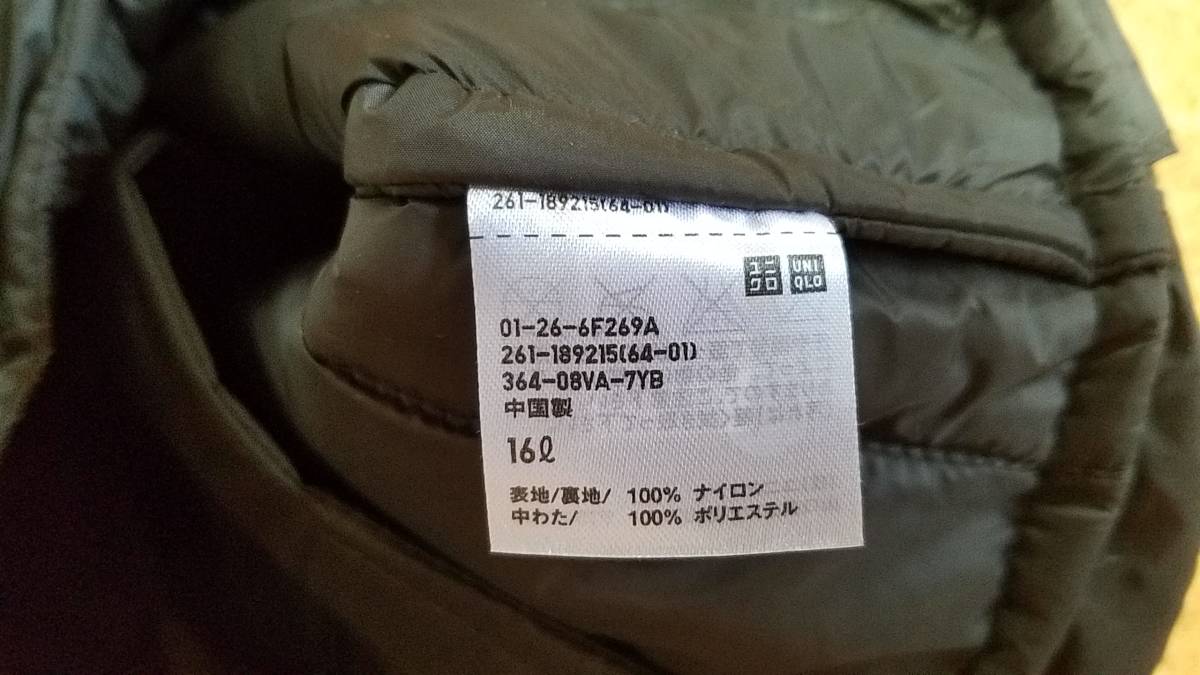 261-189215(64-01)
ユニクロ UNIQLO
01-26-6F269A
261-189215(64-01)
364-08VA-7YB
中国製
16ℓ
表地/裏地/ 100% ナイロン
中わた/ 100% ポリエステル